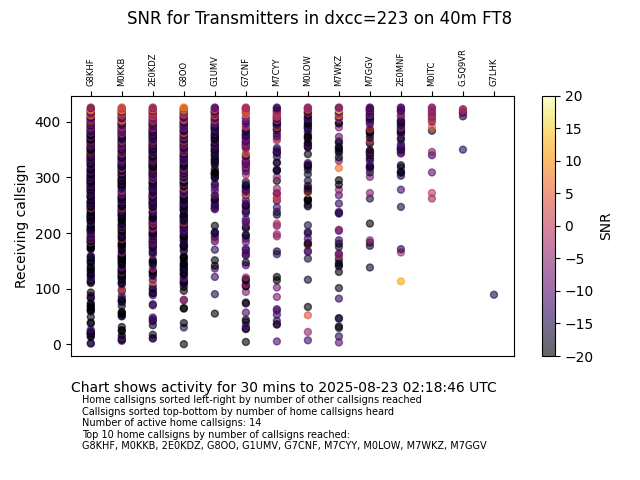 SNR for Transmitters in dxcc=223 on 40m FT8
G8KHF M0KKB 2E0KDZ G8OO G1UMV G7CNF M7CYY M0LOW M7WKZ M7GGV 2E0MNF M0ITC G.SQ9VR G7LHK
400
300
200
100
0
Receiving callsign
20
15
10
5
0
−5
−10
−15
−20
SNR
Chart shows activity for 30 mins to 2025-08-23 02:18:46 UTC
Home callsigns sorted left-right by number of other callsigns reached
Callsigns sorted top-bottom by number of home callsigns heard
Number of active home callsigns: 14
Top 10 home callsigns by number of callsigns reached:
G8KHF, M0KKB, 2E0KDZ, G8OO, G1UMV, G7CNF, M7CYY, M0LOW, M7WKZ, M7GGV